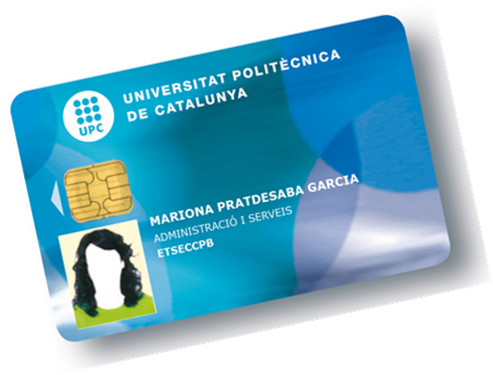 UNIVERSITAT POLITÈCNICA
DE CATALUNYA
UPC
MARIONA PRATDESABA GARCIA
ADMINISTRACIÓ I SERVEIS
ETSECCPB